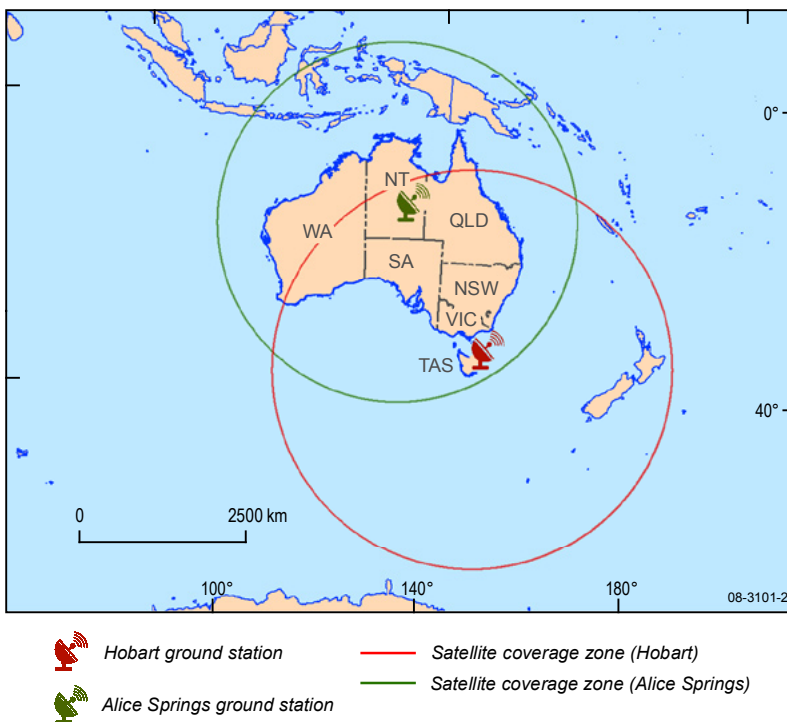 0°
NT
QLD
WA
SA
NSW
VIC
TAS
40°
0 2500 km
100° 140° 180°
08-3101-2
Hobart ground station
Satellite coverage zone (Hobart)
Satellite coverage zone (Alice Springs)
Alice Springs ground station